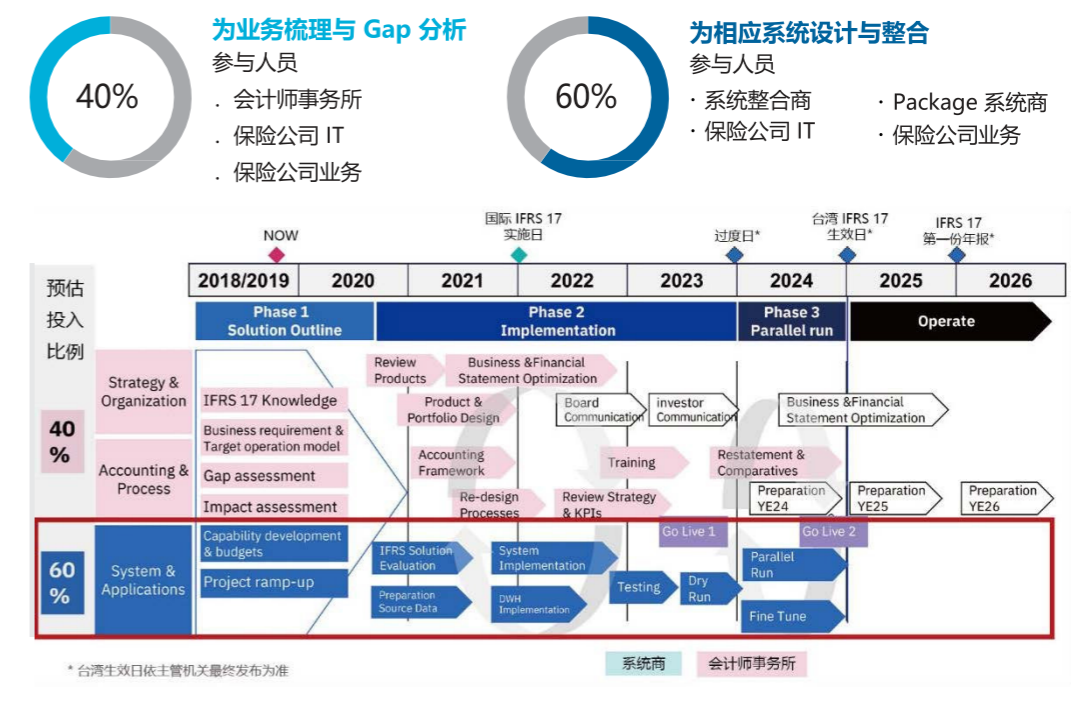 为业务梳理与 Gap 分析
参与人员
40%
. 会计师事务所
. 保险公司 IT
. 保险公司业务
为相应系统设计与整合
参与人员
60%
· 系统整合商
· Package 系统商
· 保险公司 IT
· 保险公司业务
NOW
国际 IFRS 17
实施日
过度日*
台湾 IFRS 17
生效日*
IFRS 17
第一份年报*
预估
投入
比例
2018/2019
2020
2021
2022
2023
2024
2025
2026
Phase 1
Solution Outline
Phase 2
Implementation
Phase 3
Parallel run
Operate
40
%
Strategy &
Organization
Accounting &
Process
IFRS 17 Knowledge
Business requirement &
Target operation model
Gap assessment
Impact assessment
Review
Products
Business &Financial
Statement Optimization
Product &
Portfolio Design
Board
Communication
investor
Communication
Business &Financial
Statement Optimization
Accounting
Framework
Training
Restatement &
Comparatives
Re-design
Processes
Review Strategy
& KPIs
Preparation
YE24
Preparation
YE25
Preparation
YE26
60
%
System &
Applications
Capability development
& budgets
Project ramp-up
IFRS Solution
Evaluation
System
Implementation
Preparation
Source Data
DWH
Implementation
Testing
Dry
Run
Go Live 1
Go Live 2
Parallel
Run
Fine Tune
* 台湾生效日依主管机关最终发布为准
系统商
会计师事务所